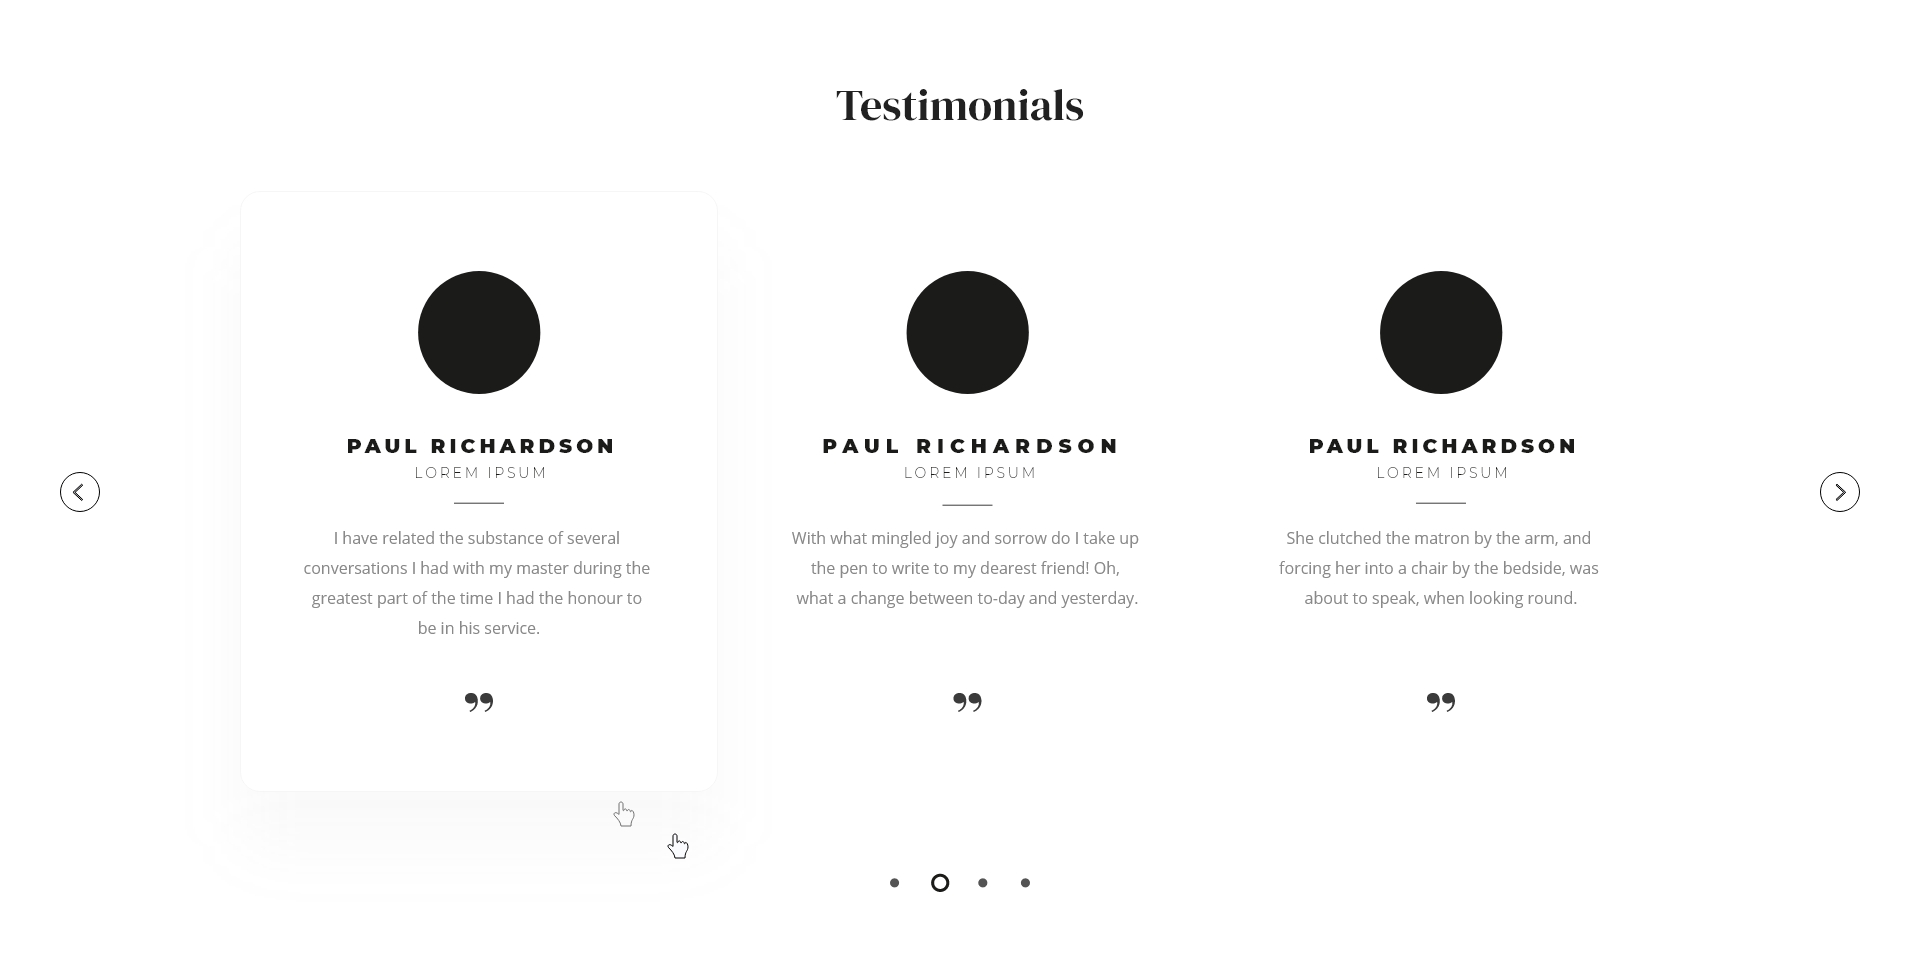 Testimonials
PAUL RICHARDSON
LOREM IPSUM
I have related the substance of several
conversations I had with my master during the
greatest part of the time I had the honour to
be in his service.
”
PAUL RICHARDSON
LOREM IPSUM
With what mingled joy and sorrow do I take up
the pen to write to my dearest friend! Oh,
what a change between to-day and yesterday.
”
PAUL RICHARDSON
LOREM IPSUM
She clutched the matron by the arm, and
forcing her into a chair by the bedside, was
about to speak, when looking round.
”